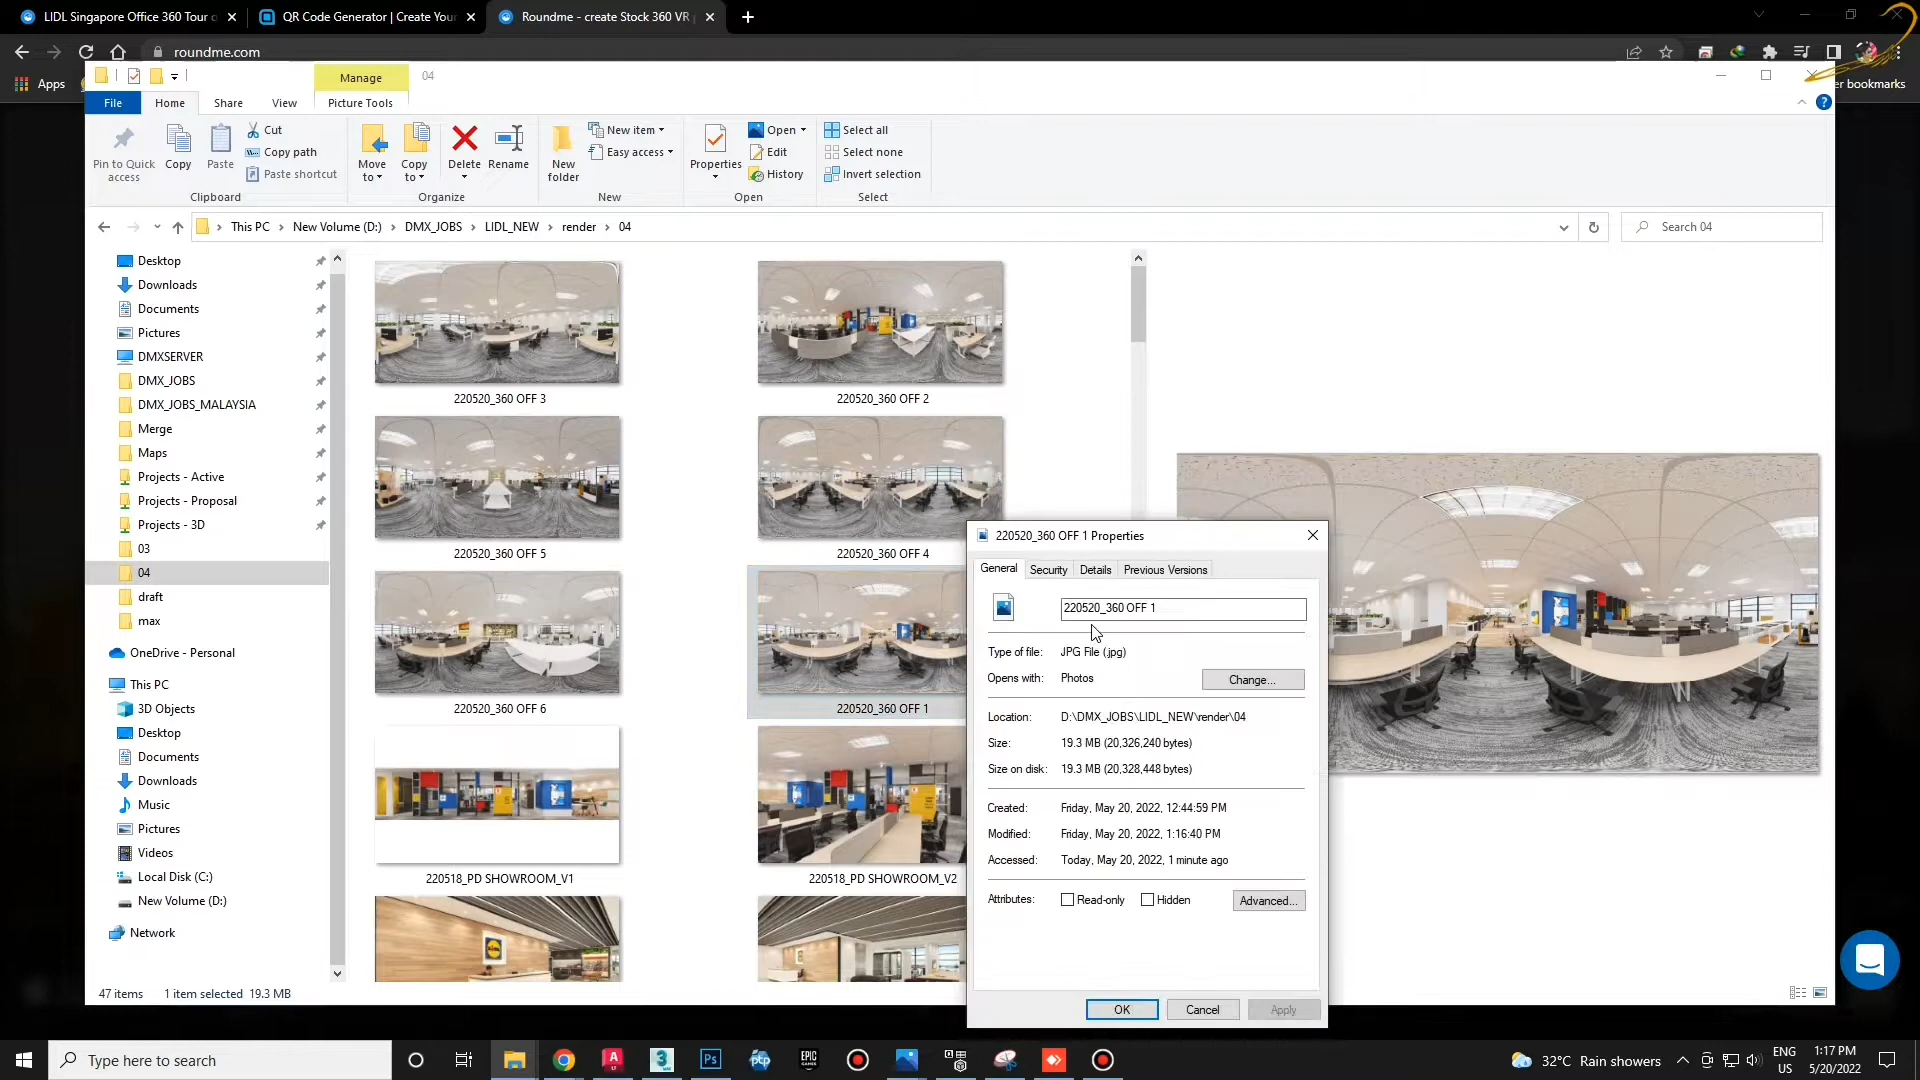 LIDL Singapore Office 360 Tour o
QR Code Generator | Create Your
Roundme - create Stock 360 VR p
roundme.com
Apps
er bookmarks
Manage
04
File
Home
Share
View
Picture Tools
Pin to Quick access
Copy
Paste
Cut
Copy path
Paste shortcut
Move to
Copy to
Delete
Rename
New folder
New item
Easy access
Properties
Open
Edit
History
Select all
Select none
Invert selection
Clipboard
Organize
New
Open
Select
This PC
New Volume (D:)
DMX_JOBS
LIDL_NEW
render
04
Search 04
Desktop
Downloads
Documents
Pictures
DMXSERVER
DMX_JOBS
DMX_JOBS_MALAYSIA
Merge
Maps
Projects - Active
Projects - Proposal
Projects - 3D
03
04
draft
max
OneDrive - Personal
This PC
3D Objects
Desktop
Documents
Downloads
Music
Pictures
Videos
Local Disk (C:)
New Volume (D:)
Network
220520_360 OFF 3
220520_360 OFF 2
220520_360 OFF 5
220520_360 OFF 4
220520_360 OFF 6
220520_360 OFF 1
220518_PD SHOWROOM_V1
220518_PD SHOWROOM_V2
220520_360 OFF 1 Properties
General
Security
Details
Previous Versions
220520_360 OFF 1
Type of file: JPG File (.jpg)
Opens with: Photos
Change...
Location: D:\DMX_JOBS\LIDL_NEW\render\04
Size: 19.3 MB (20,326,240 bytes)
Size on disk: 19.3 MB (20,328,448 bytes)
Created: Friday, May 20, 2022, 12:44:59 PM
Modified: Friday, May 20, 2022, 1:16:40 PM
Accessed: Today, May 20, 2022, 1 minute ago
Attributes: Read-only Hidden
Advanced...
OK
Cancel
Apply
47 items
1 item selected 19.3 MB
Type here to search
A
3
Ps
ptp
EPIC GAMES
32°C Rain showers
ENG
US
1:17 PM
5/20/2022